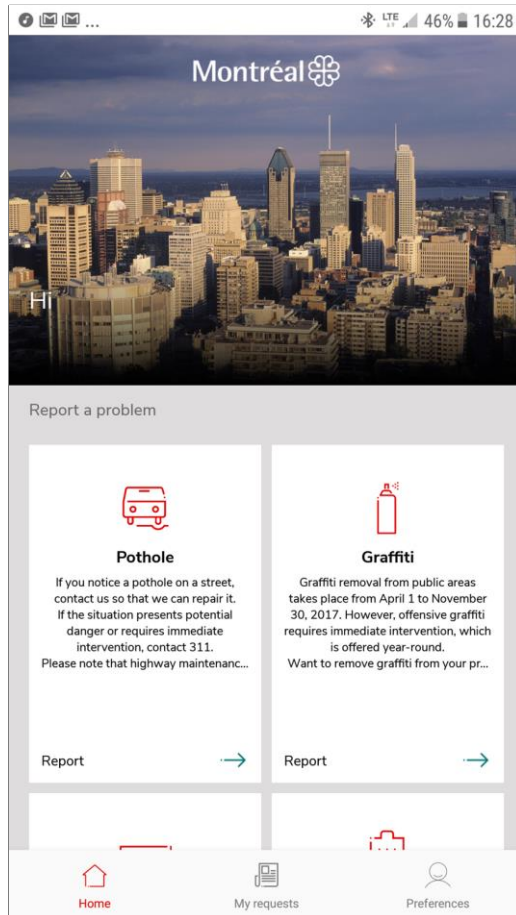 ... LTE 46% 16:28
Montréal
Hi
Report a problem
Pothole
If you notice a pothole on a street,
contact us so that we can repair it.
If the situation presents potential
danger or requires immediate
intervention, contact 311.
Please note that highway maintenanc...
Report
Graffiti
Graffiti removal from public areas
takes place from April 1 to November
30, 2017. However, offensive graffiti
requires immediate intervention, which
is offered year-round.
Want to remove graffiti from your pr...
Report
Home
My requests
Preferences